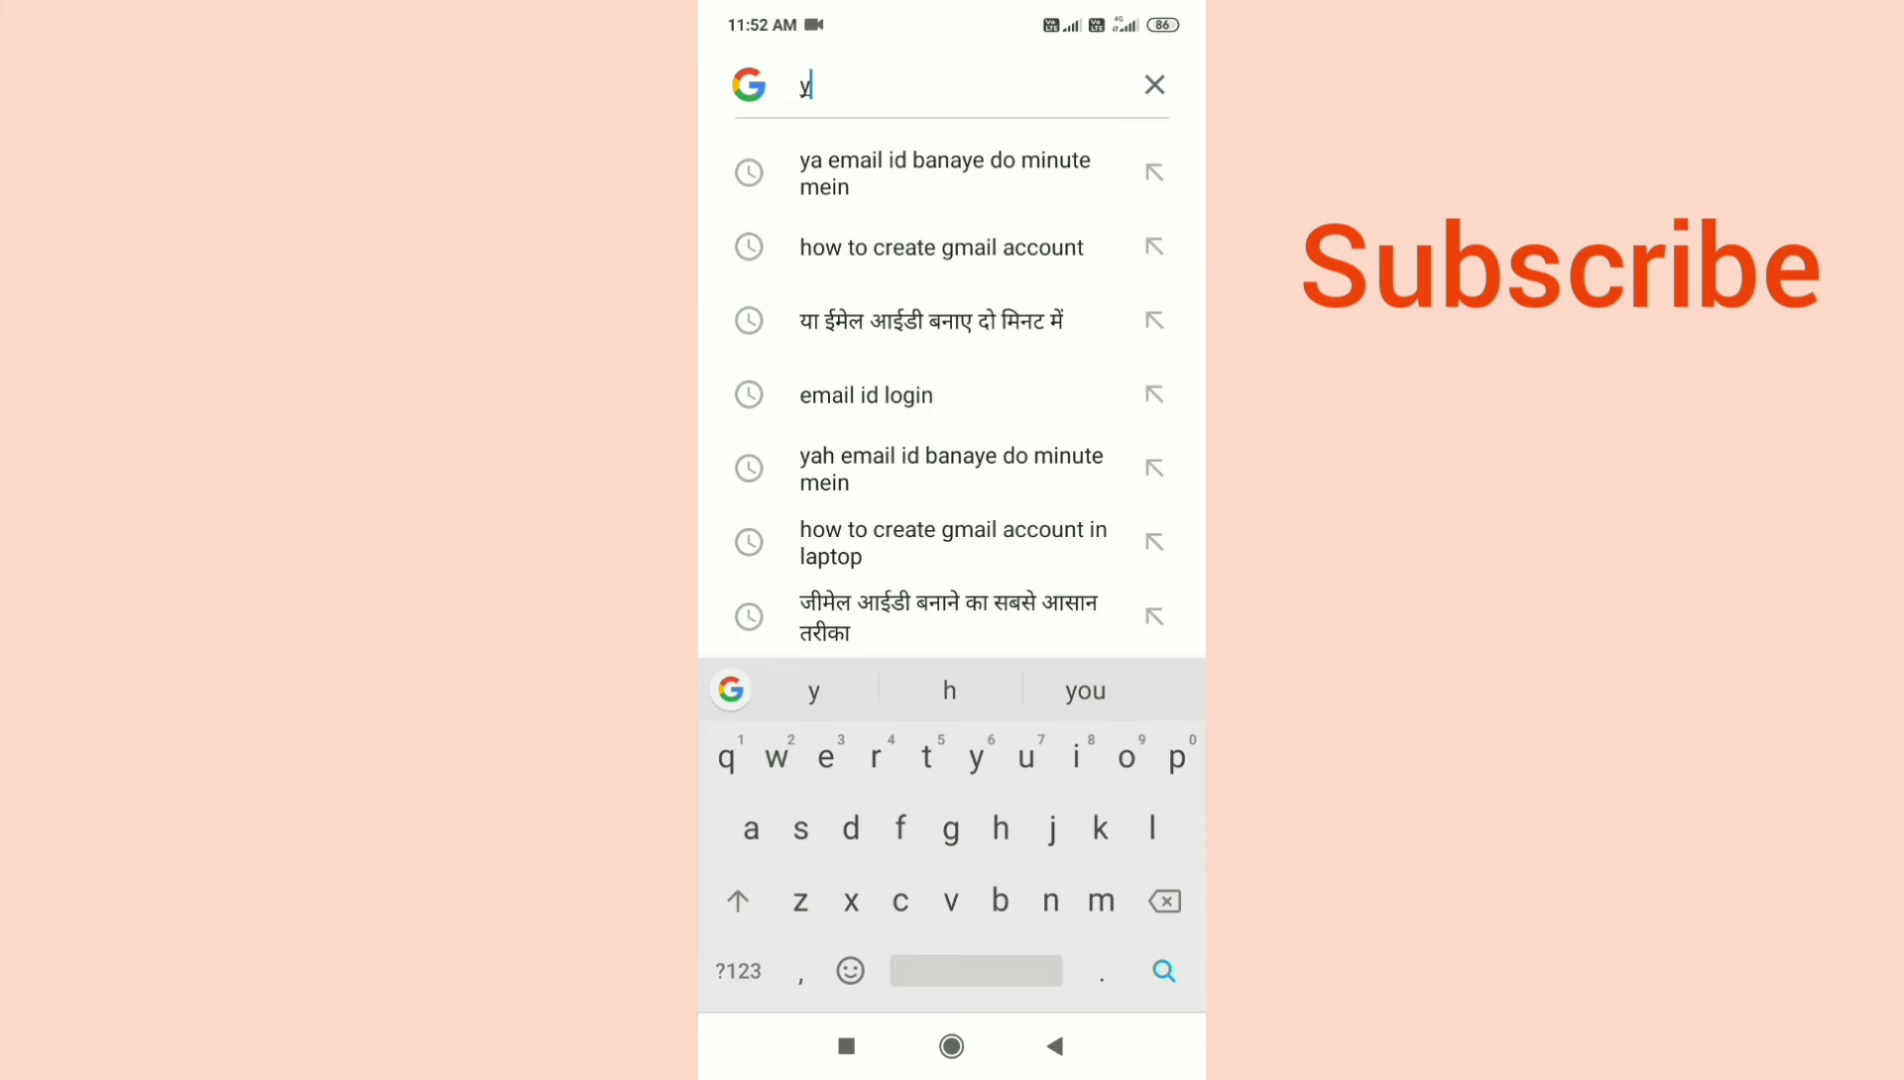 11:52 AM
86
y
ya email id banaye do minute
mein
how to create gmail account
या ईमेल आईडी बनाए दो मिनट में
email id login
yah email id banaye do minute
mein
how to create gmail account in
laptop
जीमेल आईडी बनाने का सबसे आसान
तरीका
Subscribe
y h you
1 2 3 4 5 6 7 8 9 0
q w e r t y u i o p
a s d f g h j k l
z x c v b n m
?123 , .